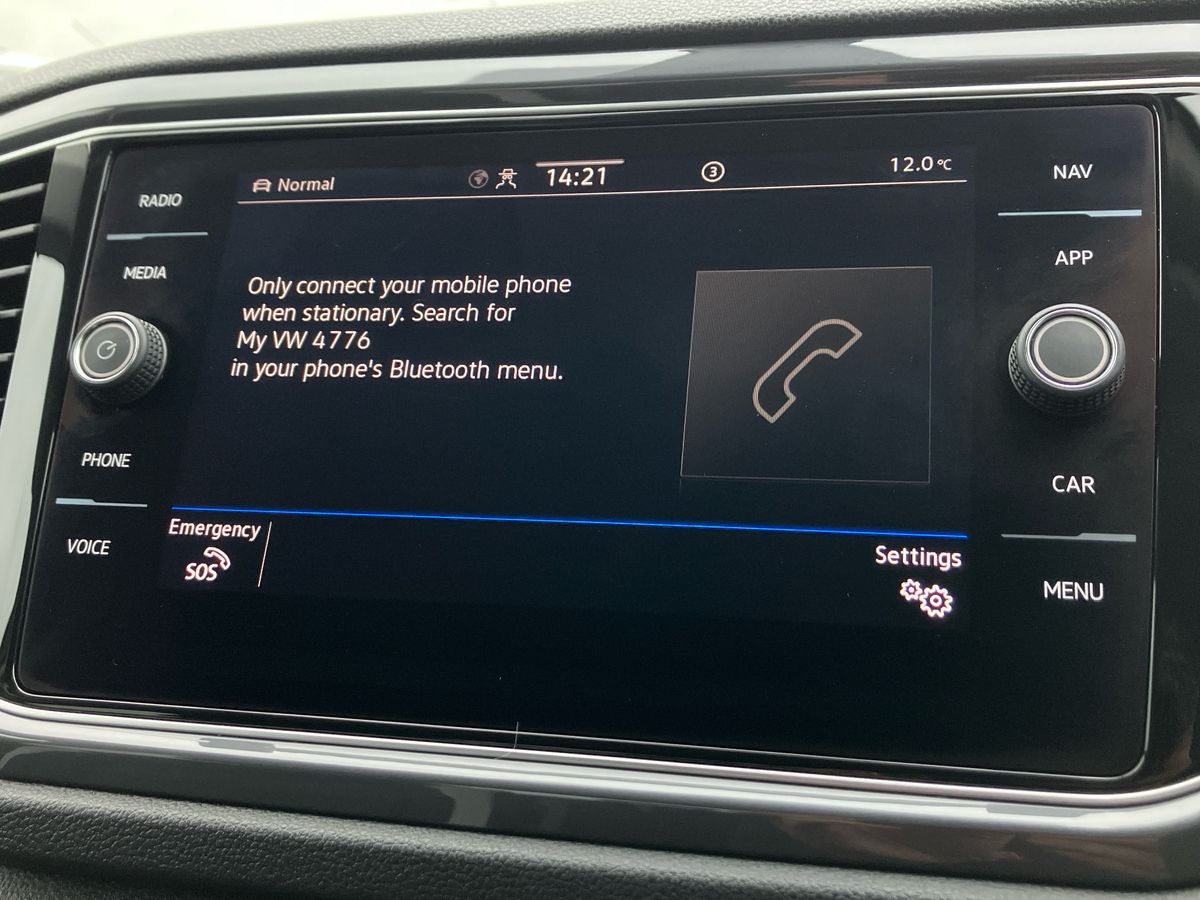 RADIO
MEDIA
PHONE
VOICE
Normal
14:21
3
12.0 °C
Only connect your mobile phone
when stationary. Search for
My VW 4776
in your phone's Bluetooth menu.
Emergency
SOS
Settings
NAV
APP
CAR
MENU